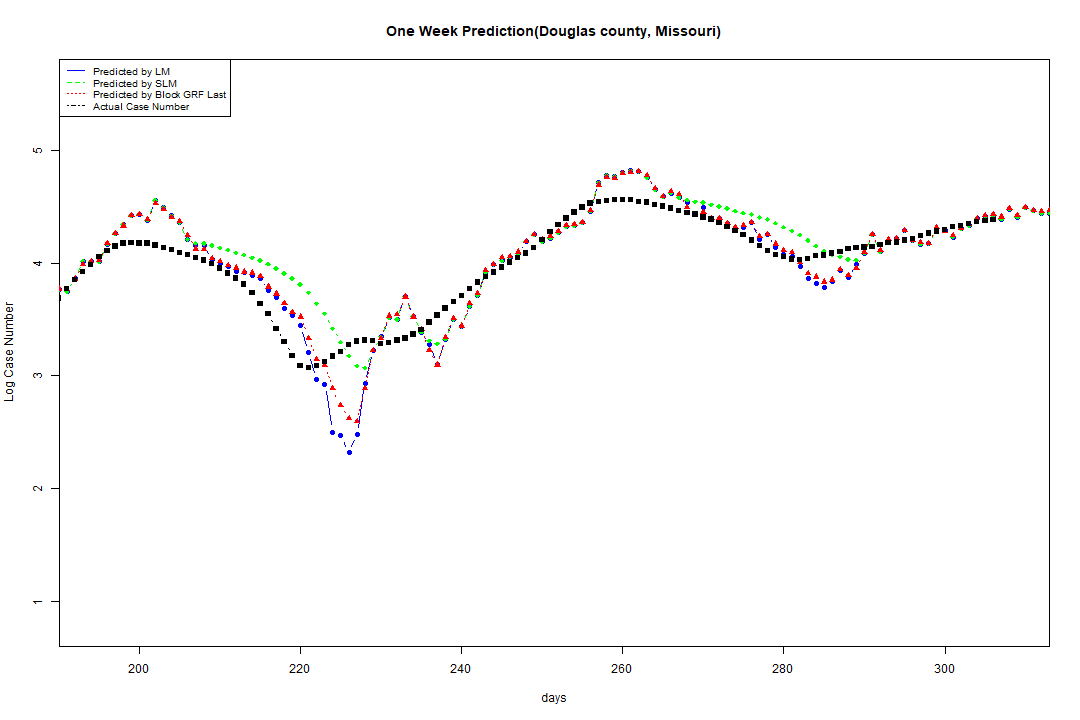 One Week Prediction(Douglas county, Missouri)
Predicted by LM
Predicted by SLM
Predicted by Block GRF Last
Actual Case Number
5
4
3
2
1
Log Case Number
200 220 240 260 280 300
days